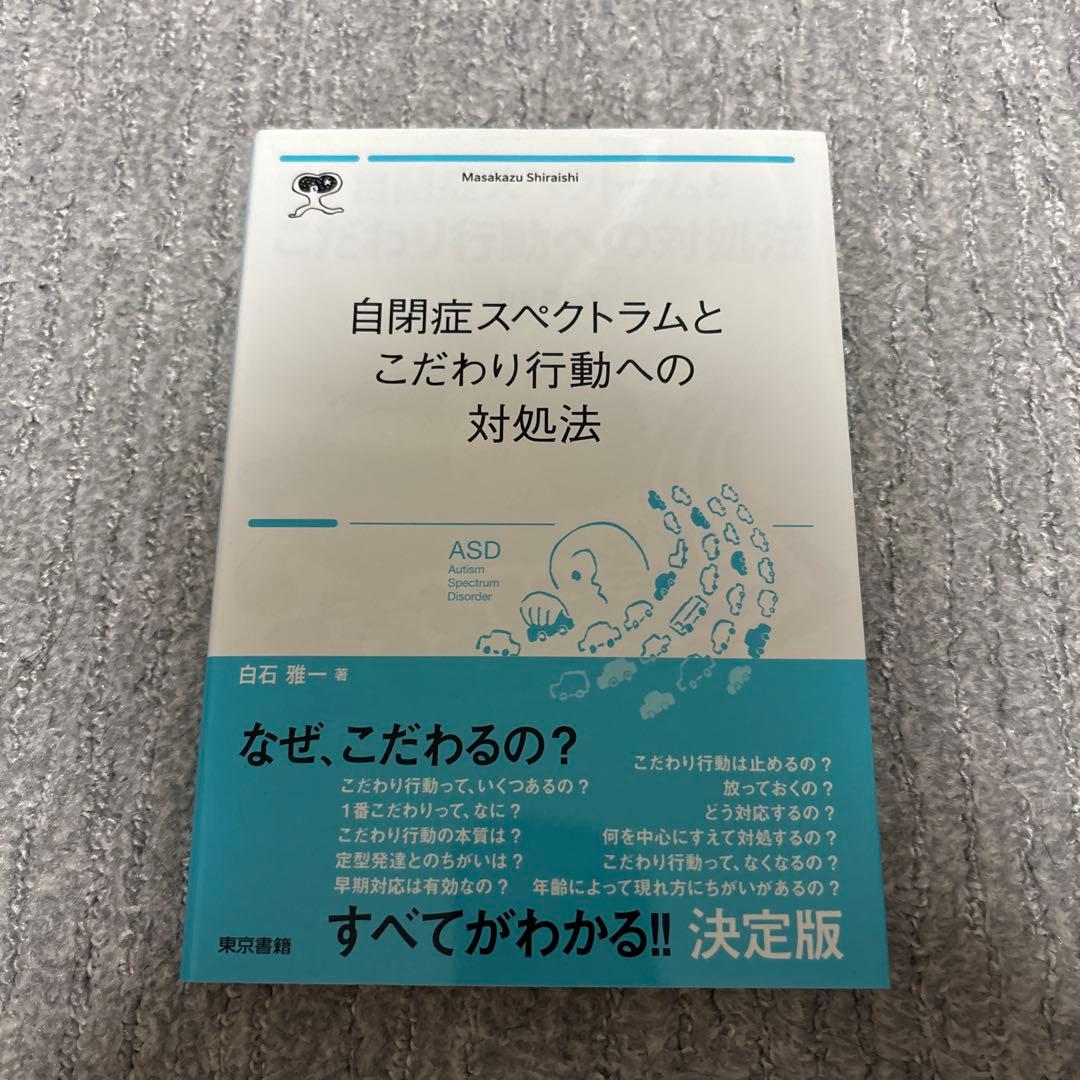 Masakazu Shiraishi
自閉症スペクトラムと
こだわり行動への
対処法
ASD
Autism
Spectrum
Disorder
白石 雅一 著
なぜ、こだわるの?
こだわり行動って、いくつあるの?
1番こだわりって、なに?
こだわり行動の本質は?
定型発達とのちがいは?
早期対応は有効なの?
こだわり行動は止めるの?
放っておくの?
どう対応するの?
何を中心にすえて対処するの?
こだわり行動って、なくなるの?
年齢によって現れ方にちがいがあるの?
すべてがわかる!! 決定版
東京書籍